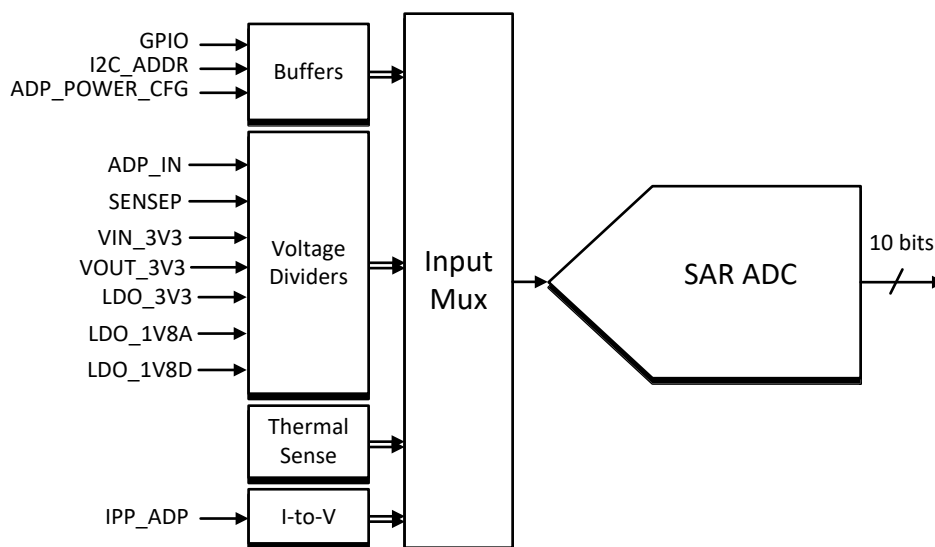 GPIO
I2C_ADDR
ADP_POWER_CFG
Buffers
ADP_IN
SENSEP
VIN_3V3
VOUT_3V3
LDO_3V3
LDO_1V8A
LDO_1V8D
Voltage
Dividers
Thermal
Sense
IPP_ADP
I-to-V
Input
Mux
SAR ADC
10 bits